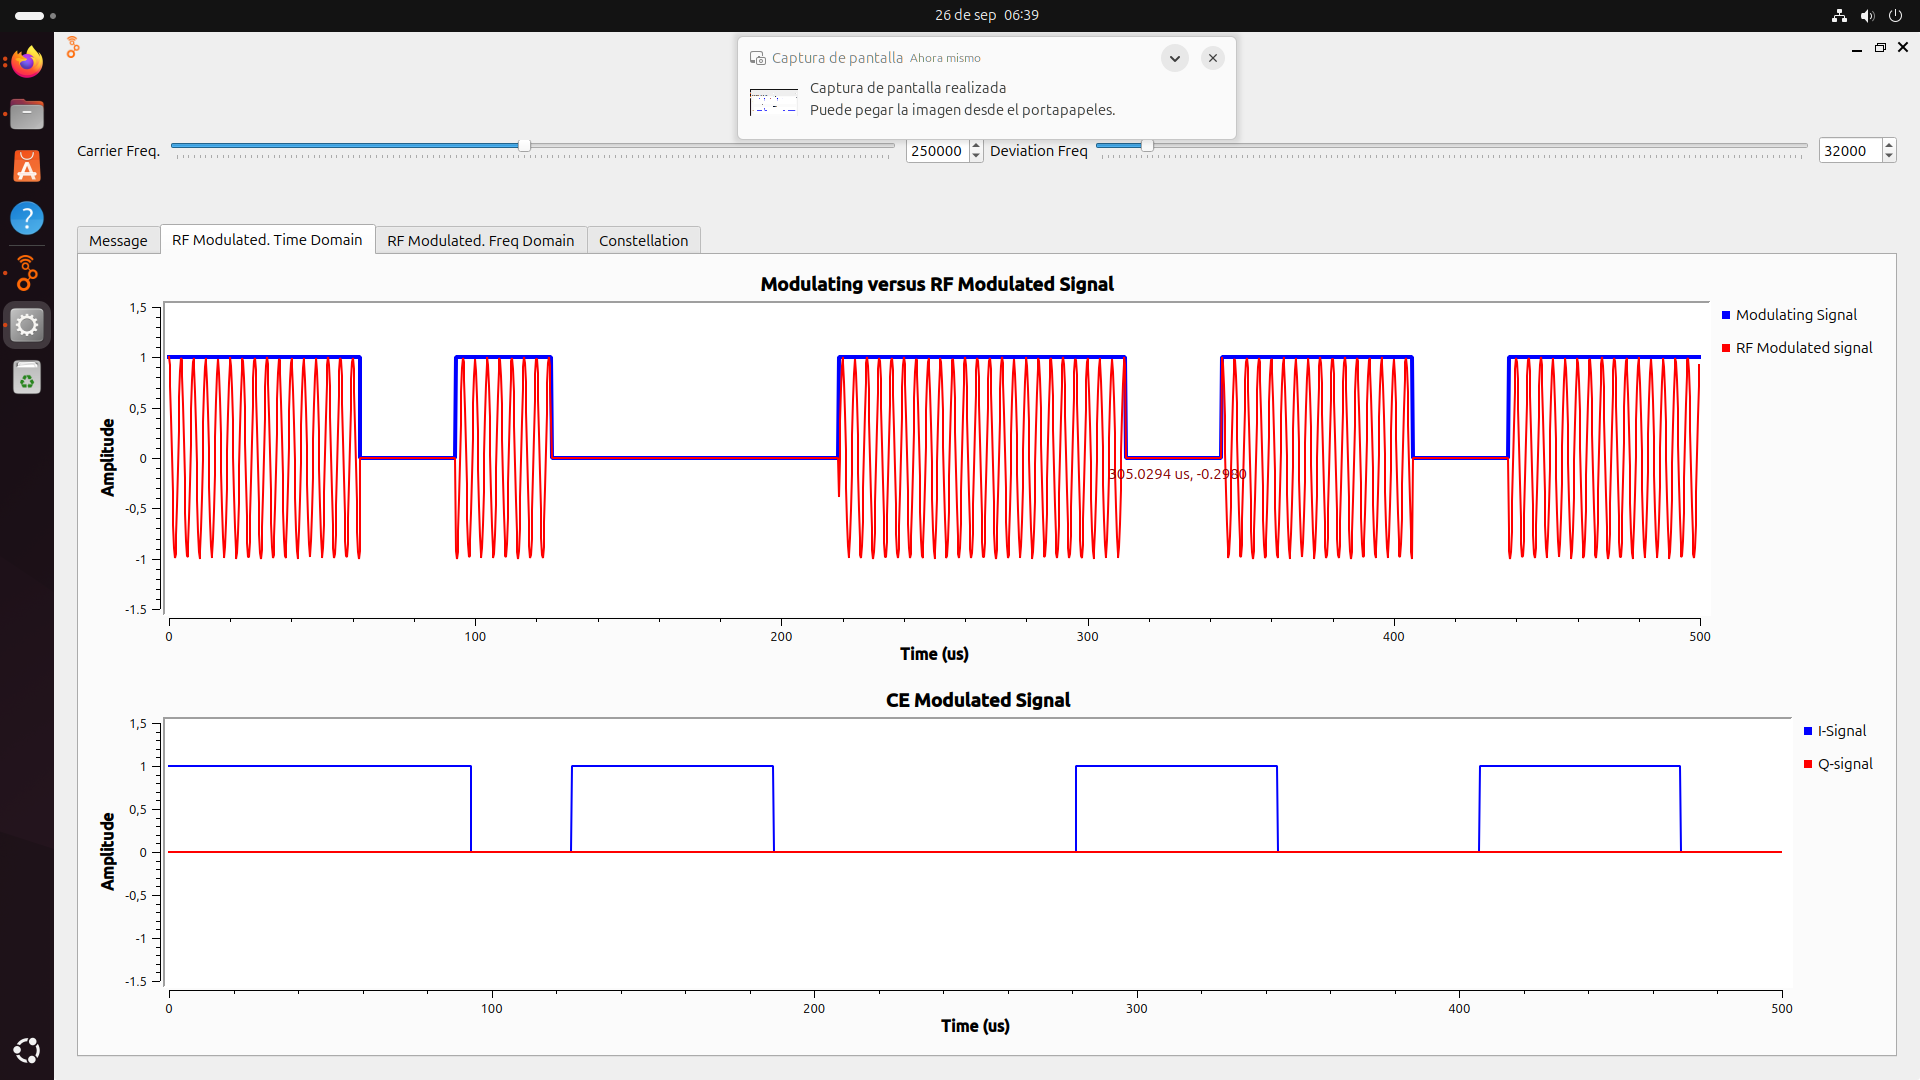 26 de sep 06:39
Captura de pantalla Ahora mismo
Captura de pantalla realizada
Puede pegar la imagen desde el portapapeles.
Carrier Freq. 250000 Deviation Freq 32000
Message RF Modulated. Time Domain RF Modulated. Freq Domain Constellation
Modulating versus RF Modulated Signal
Modulating Signal
RF Modulated signal
Amplitude
1,5
1
0,5
0
-0,5
-1
-1.5
305.0294 us, -0.2980
0 100 200 300 400 500
Time (us)
CE Modulated Signal
I-Signal
Q-signal
Amplitude
1,5
1
0,5
0
-0,5
-1
-1.5
0 100 200 300 400 500
Time (us)